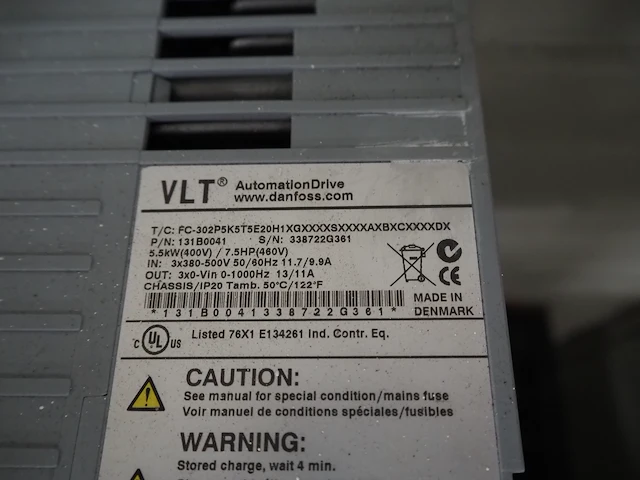 VLT® AutomationDrive
www.danfoss.com
T/C: FC-302P5K5T5E20H1XGXXXXSXXXXAXBXCXXXXDX
P/N: 131B0041 S/N: 338722G361
5.5kW(400V) / 7.5HP(460V)
IN: 3x380-500V 50/60Hz 11.7/9.9A
OUT: 3x0-Vin 0-1000Hz 13/11A
CHASSIS/IP20 Tamb. 50°C/122°F
*131B0041338722G361*
MADE IN
DENMARK
c UL US Listed 76X1 E134261 Ind. Contr. Eq.
CAUTION:
See manual for special condition/mains fuse
Voir manuel de conditions spéciales/fusibles
WARNING:
Stored charge, wait 4 min.